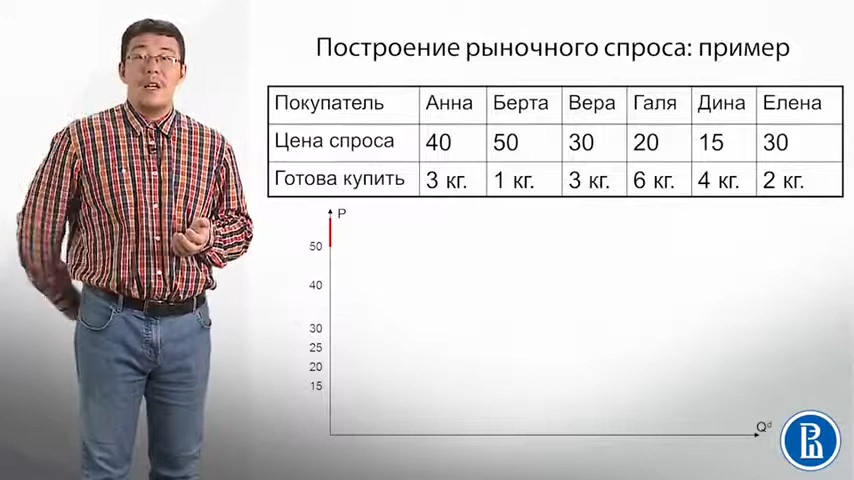 Построение рыночного спроса: пример
Покупатель Анна Берта Вера Галя Дина Елена
Цена спроса 40 50 30 20 15 30
Готова купить 3 кг. 1 кг. 3 кг. 6 кг. 4 кг. 2 кг.
P
50
40
30
25
20
15
Qd